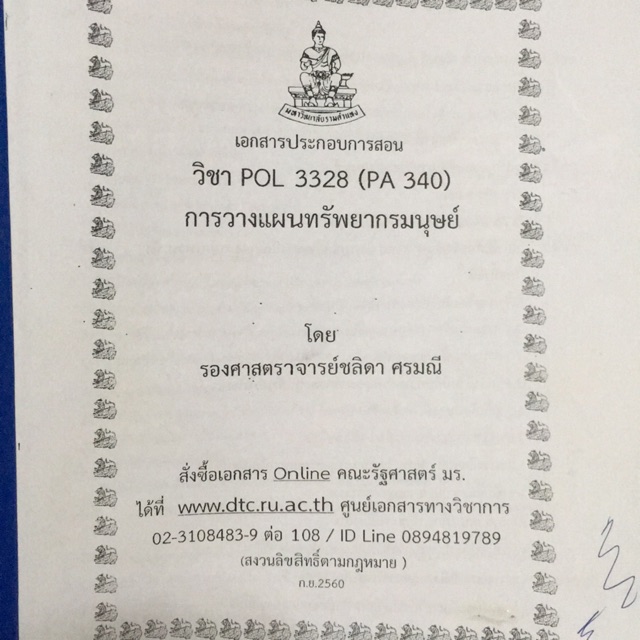 มหาวิทยาลัยรามคำแหง
เอกสารประกอบการสอน
วิชา POL 3328 (PA 340)
การวางแผนทรัพยากรมนุษย์
โดย
รองศาสตราจารย์ชลิดา ศรมณี
สั่งซื้อเอกสาร Online คณะรัฐศาสตร์ มร.
ได้ที่ www.dtc.ru.ac.th ศูนย์เอกสารทางวิชาการ
02-3108483-9 ต่อ 108 / ID Line 0894819789
(สงวนลิขสิทธิ์ตามกฎหมาย )
ก.ย.2560